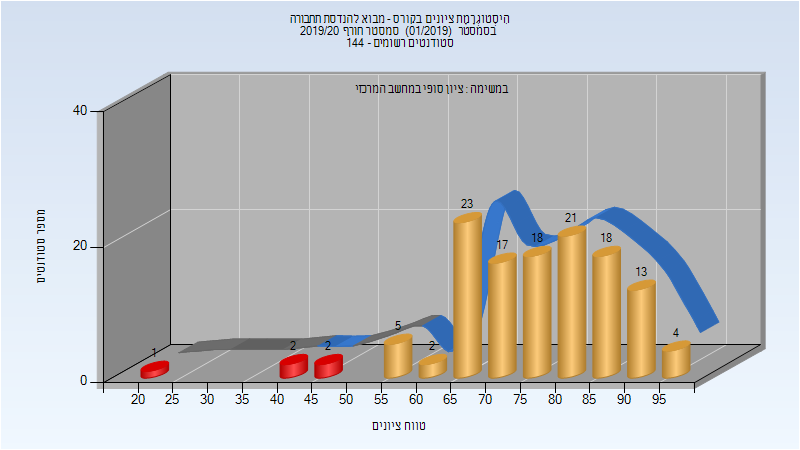 היסטוגרמת ציונים בקורס - מבוא להנדסת תחבורה
בסמסטר (01/2019) סמסטר חורף 2019/20
סטודנטים רשומים - 144
במשימה : ציון סופי במחשב המרכזי
40
20
0
מספר סטודנטים
1
2
2
5
2
23
17
18
21
18
13
4
20 25 30 35 40 45 50 55 60 65 70 75 80 85 90 95
טווח ציונים